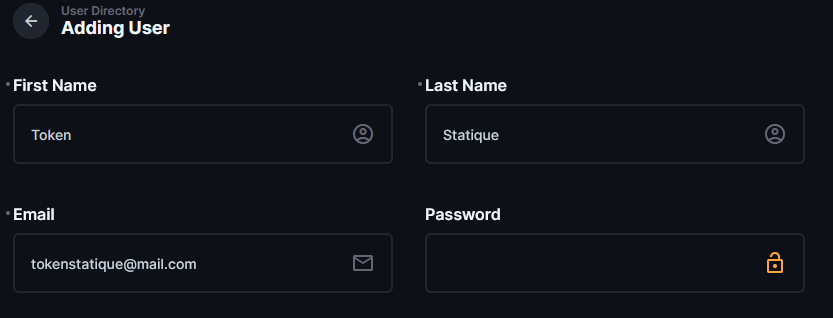 User Directory
Adding User
First Name
Last Name
Token
Statique
Email
Password
tokenstatique@mail.com